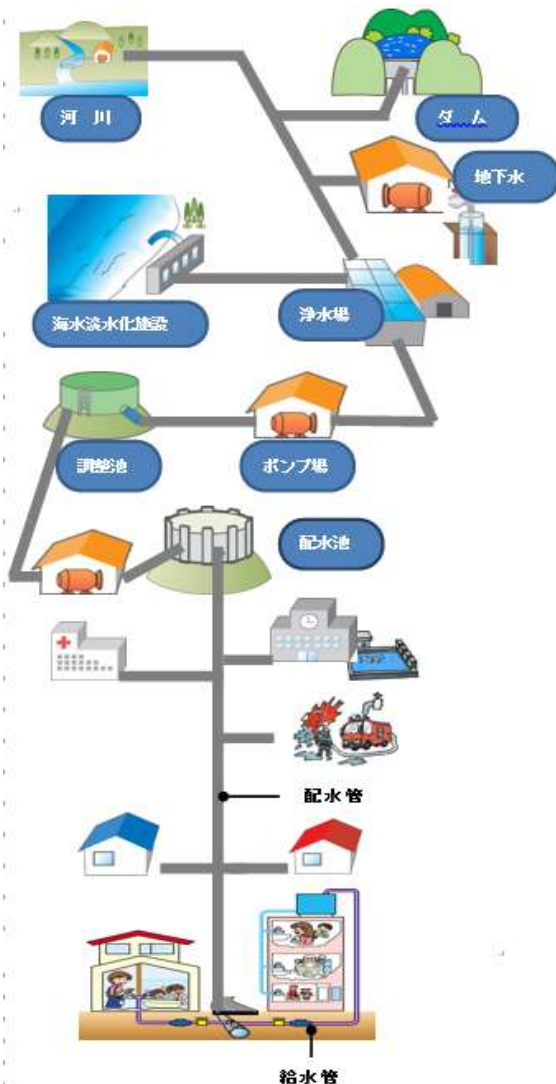 河 川
ダ ム
地下水
海水淡水化施設
浄水場
調整池
ポンプ場
配水池
配水管
給水管